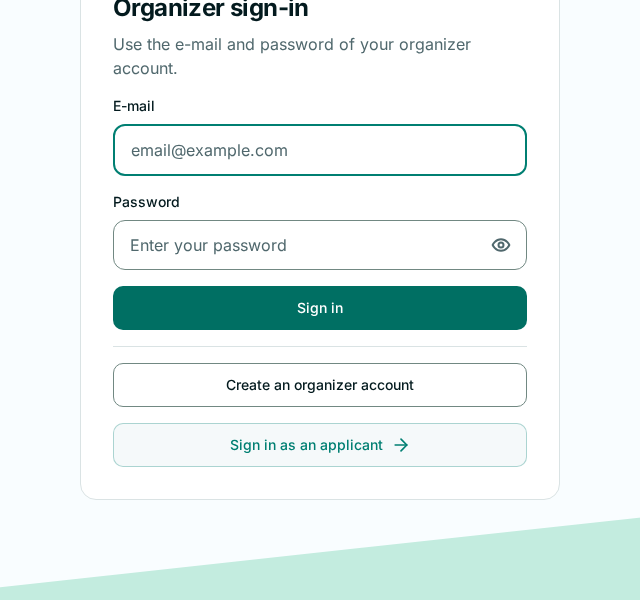 Organizer sign-in
Use the e-mail and password of your organizer
account.
E-mail
email@example.com
Password
Enter your password
Sign in
Create an organizer account
Sign in as an applicant